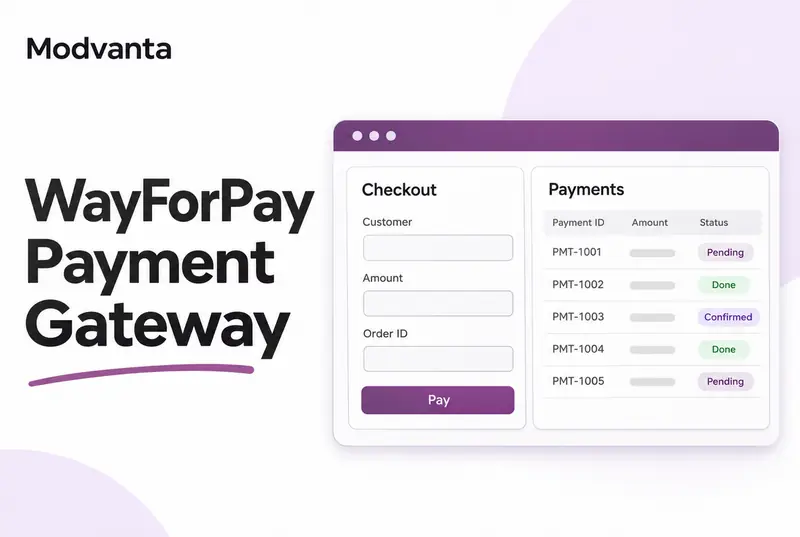 Modvanta
WayForPay
Payment
Gateway
Checkout
Customer
Amount
Order ID
Pay
Payments
Payment ID Amount Status
PMT-1001 Pending
PMT-1002 Done
PMT-1003 Confirmed
PMT-1004 Done
PMT-1005 Pending